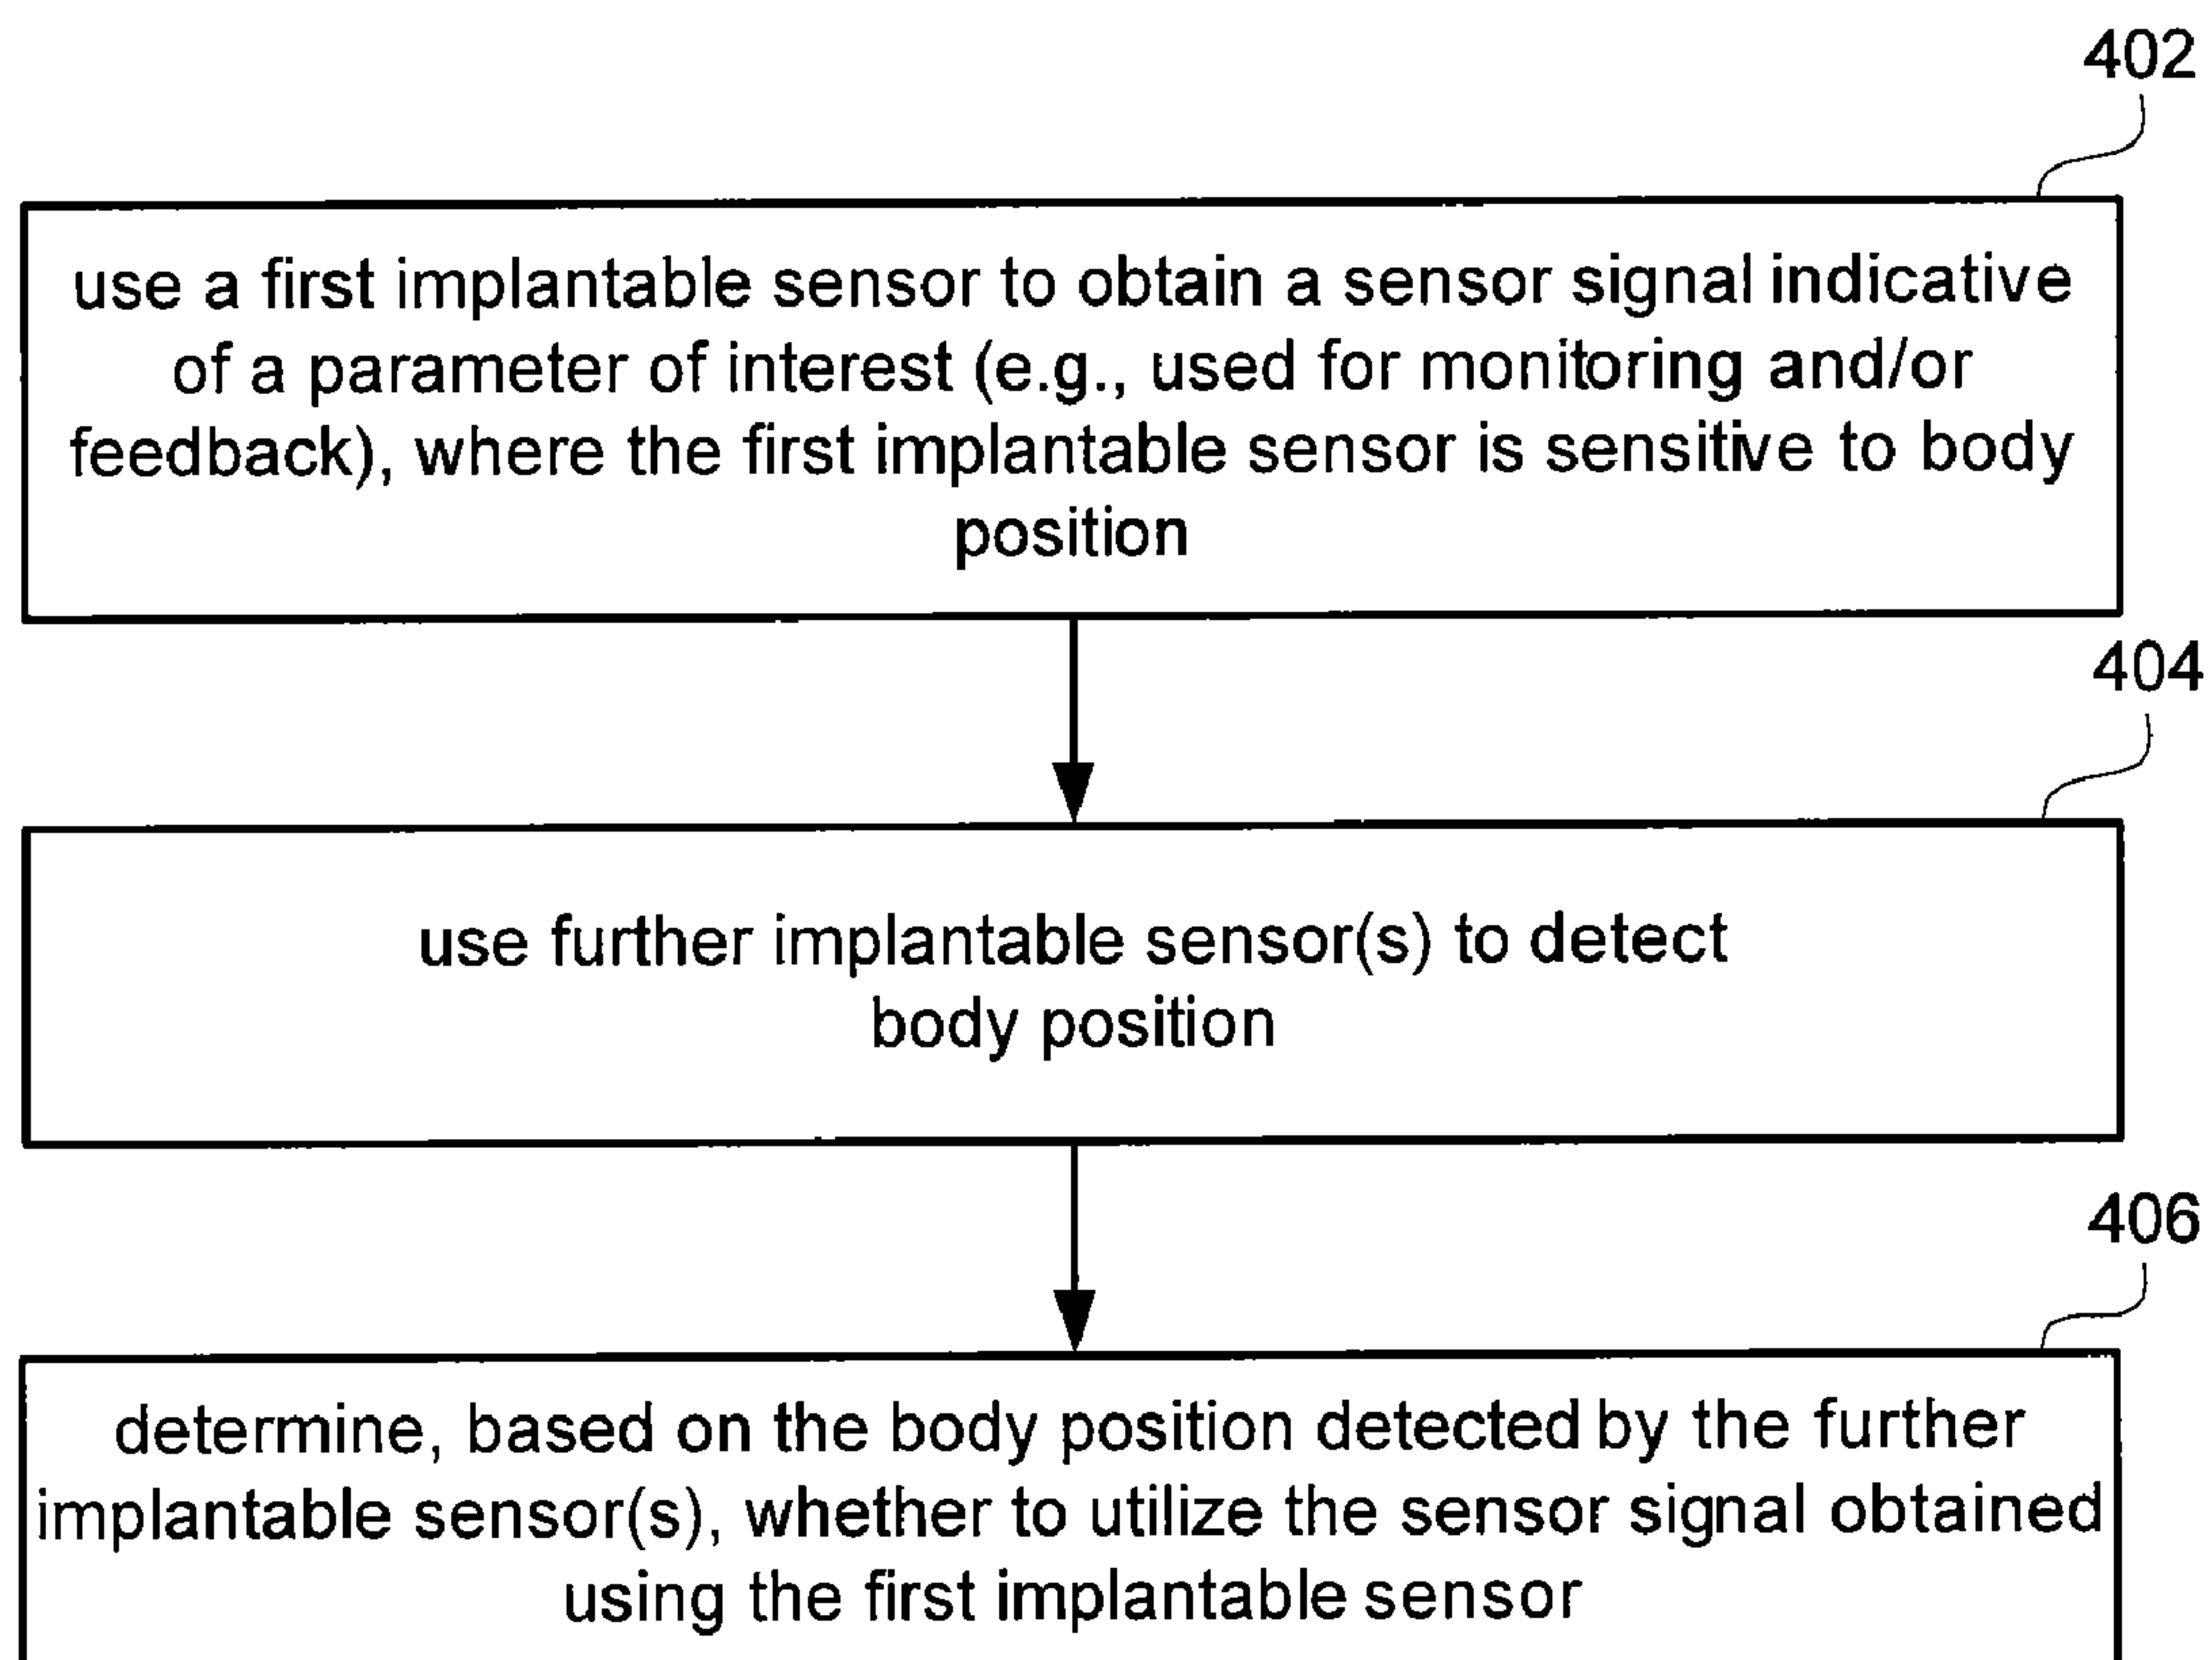 402
use a first implantable sensor to obtain a sensor signal indicative
of a parameter of interest (e.g., used for monitoring and/or
feedback), where the first implantable sensor is sensitive to body
position
404
use further implantable sensor(s) to detect
body position
406
determine, based on the body position detected by the further
implantable sensor(s), whether to utilize the sensor signal obtained
using the first implantable sensor